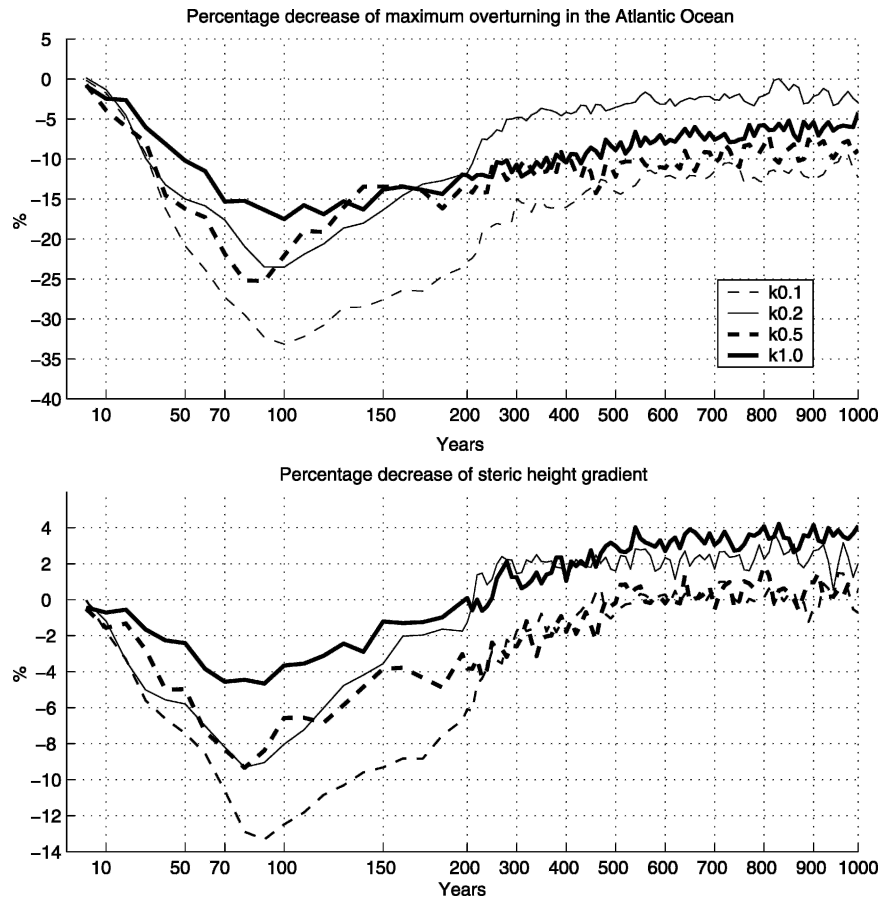 Percentage decrease of maximum overturning in the Atlantic Ocean
5
0
−5
−10
−15
−20
−25
−30
−35
−40
%
k0.1
k0.2
k0.5
k1.0
10 50 70 100 150 200 300 400 500 600 700 800 900 1000
Years
Percentage decrease of steric height gradient
4
2
0
−2
−4
−6
−8
−10
−12
−14
%
10 50 70 100 150 200 300 400 500 600 700 800 900 1000
Years